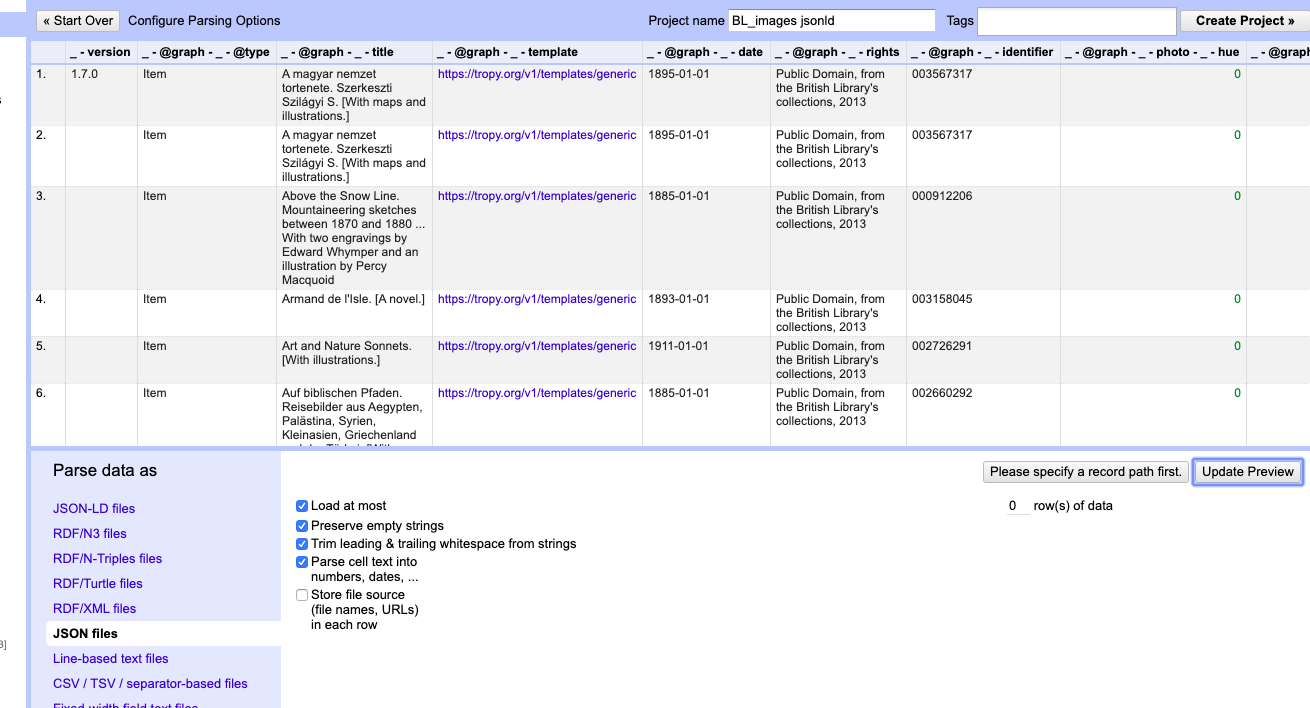 « Start Over Configure Parsing Options Project name BL_images jsonld Tags Create Project »
_ - version _ - @graph - _ - @type _ - @graph - _ - title _ - @graph - _ - template _ - @graph - _ - date _ - @graph - _ - rights _ - @graph - _ - identifier _ - @graph - _ - photo - _ - hue _ - @graph
1. 1.7.0 Item A magyar nemzet https://tropy.org/v1/templates/generic 1895-01-01 Public Domain, from 003567317 0
tortenete. Szerkeszti the British Library's
Szilágyi S. [With maps and collections, 2013
illustrations.]
2. Item A magyar nemzet https://tropy.org/v1/templates/generic 1895-01-01 Public Domain, from 003567317 0
tortenete. Szerkeszti the British Library's
Szilágyi S. [With maps and collections, 2013
illustrations.]
3. Item Above the Snow Line. https://tropy.org/v1/templates/generic 1885-01-01 Public Domain, from 000912206 0
Mountaineering sketches the British Library's
between 1870 and 1880 ... collections, 2013
With two engravings by
Edward Whymper and an
illustration by Percy
Macquoid
4. Item Armand de l'Isle. [A novel.] https://tropy.org/v1/templates/generic 1893-01-01 Public Domain, from 003158045 0
the British Library's
collections, 2013
5. Item Art and Nature Sonnets. https://tropy.org/v1/templates/generic 1911-01-01 Public Domain, from 002726291 0
[With illustrations.] the British Library's
collections, 2013
6. Item Auf biblischen Pfaden. https://tropy.org/v1/templates/generic 1885-01-01 Public Domain, from 002660292 0
Reisebilder aus Aegypten, the British Library's
Palästina, Syrien, collections, 2013
Kleinasien, Griechenland
Parse data as
Please specify a record path first. Update Preview
JSON-LD files
RDF/N3 files
RDF/N-Triples files
RDF/Turtle files
RDF/XML files
JSON files
Line-based text files
CSV / TSV / separator-based files
Fixed-width field text files
Load at most 0 row(s) of data
Preserve empty strings
Trim leading & trailing whitespace from strings
Parse cell text into
numbers, dates, ...
Store file source
(file names, URLs)
in each row
3]